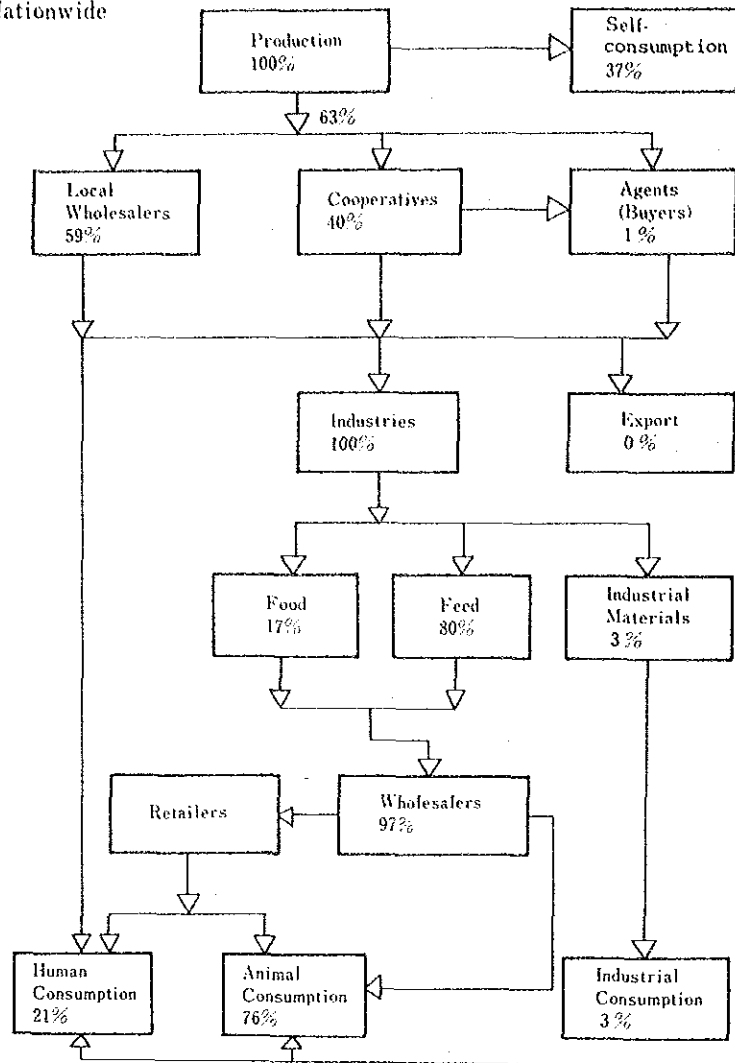 Nationwide
Production
100%
Self-
consumption
37%
63%
Local
Wholesalers
59%
Cooperatives
40%
Agents
(Buyers)
1%
Industries
100%
Export
0%
Food
17%
Feed
80%
Industrial
Materials
3%
Retailers
Wholesalers
97%
Human
Consumption
21%
Animal
Consumption
76%
Industrial
Consumption
3%